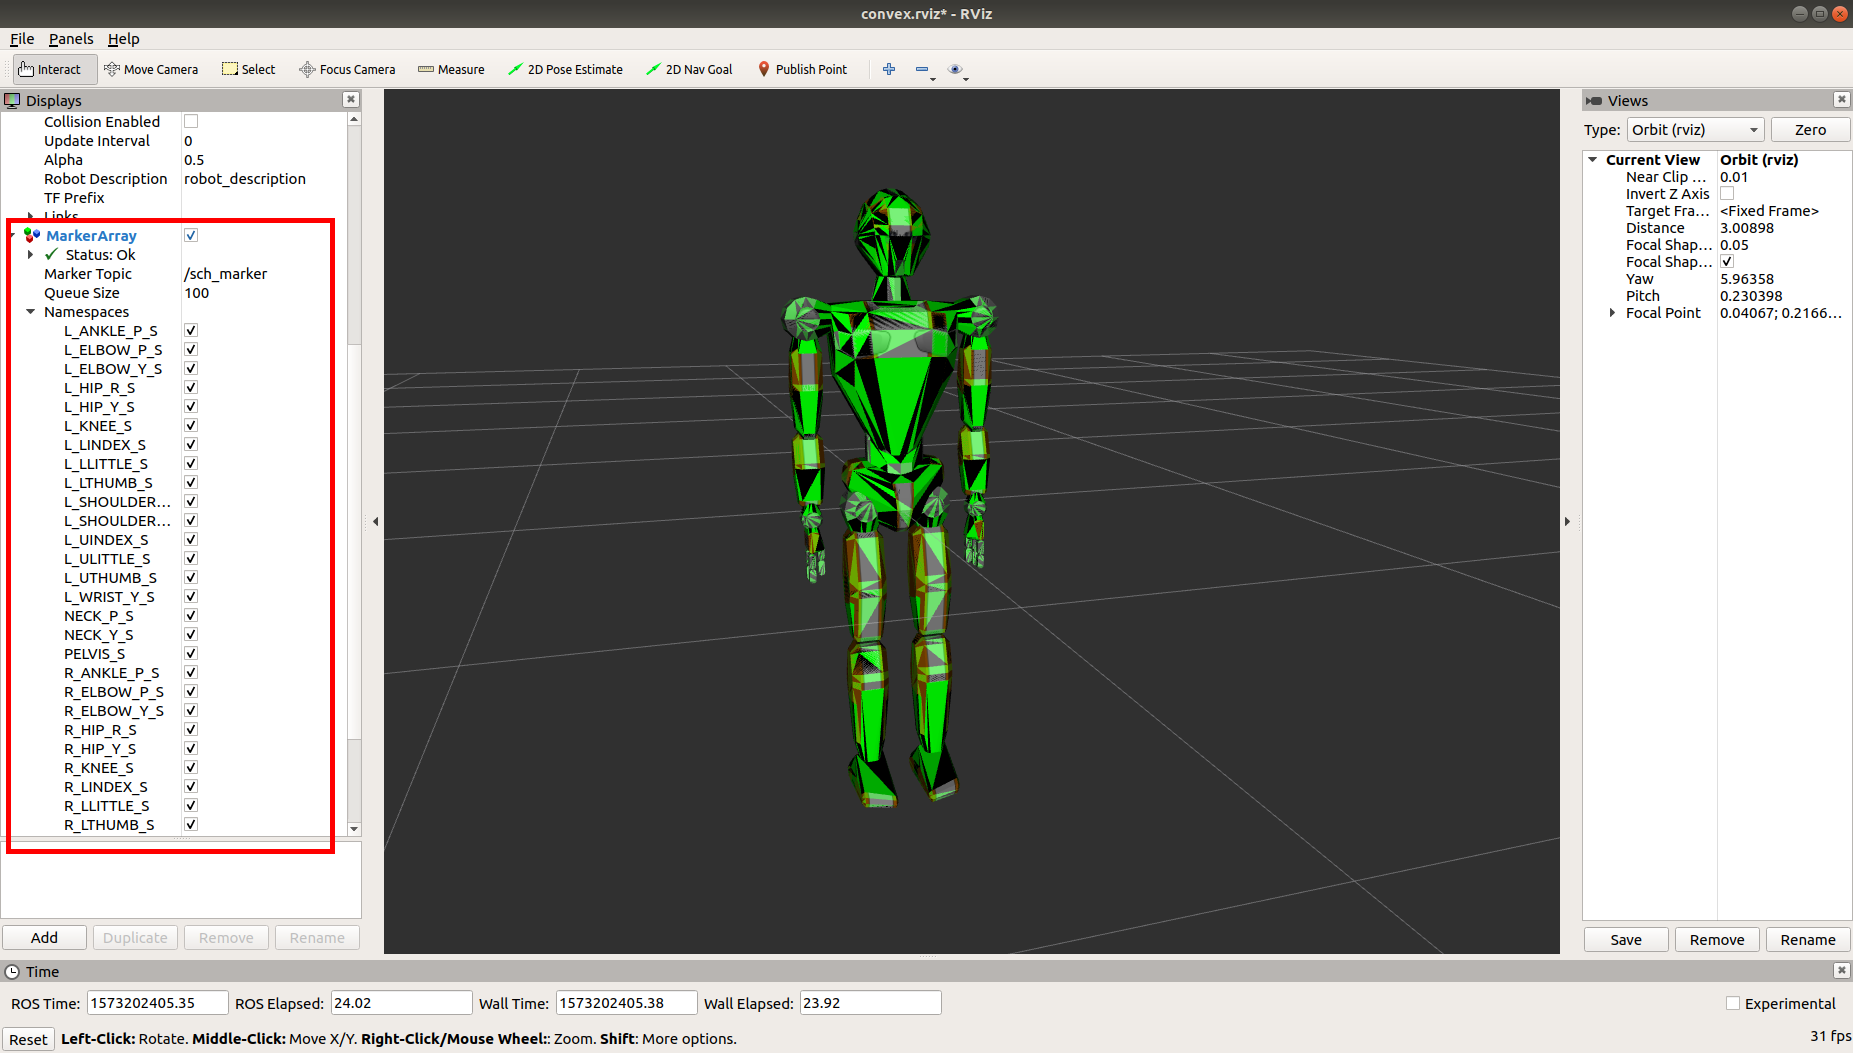 convex.rviz* - RViz
File Panels Help
Interact Move Camera Select Focus Camera Measure 2D Pose Estimate 2D Nav Goal Publish Point
Displays
Collision Enabled
Update Interval 0
Alpha 0.5
Robot Description robot_description
TF Prefix
Links
MarkerArray
Status: Ok
Marker Topic /sch_marker
Queue Size 100
Namespaces
L_ANKLE_P_S
L_ELBOW_P_S
L_ELBOW_Y_S
L_HIP_R_S
L_HIP_Y_S
L_KNEE_S
L_LINDEX_S
L_LLITTLE_S
L_LTHUMB_S
L_SHOULDER...
L_SHOULDER...
L_UINDEX_S
L_ULITTLE_S
L_UTHUMB_S
L_WRIST_Y_S
NECK_P_S
NECK_Y_S
PELVIS_S
R_ANKLE_P_S
R_ELBOW_P_S
R_ELBOW_Y_S
R_HIP_R_S
R_HIP_Y_S
R_KNEE_S
R_LINDEX_S
R_LLITTLE_S
R_LTHUMB_S
Add Duplicate Remove Rename
Views
Type: Orbit (rviz) Zero
Current View Orbit (rviz)
Near Clip ... 0.01
Invert Z Axis
Target Fra... <Fixed Frame>
Distance 3.00898
Focal Shap... 0.05
Focal Shap...
Yaw 5.96358
Pitch 0.230398
Focal Point 0.04067; 0.2166...
Save Remove Rename
Time
ROS Time: 1573202405.35 ROS Elapsed: 24.02 Wall Time: 1573202405.38 Wall Elapsed: 23.92 Experimental
Reset Left-Click: Rotate. Middle-Click: Move X/Y. Right-Click/Mouse Wheel:: Zoom. Shift: More options. 31 fps